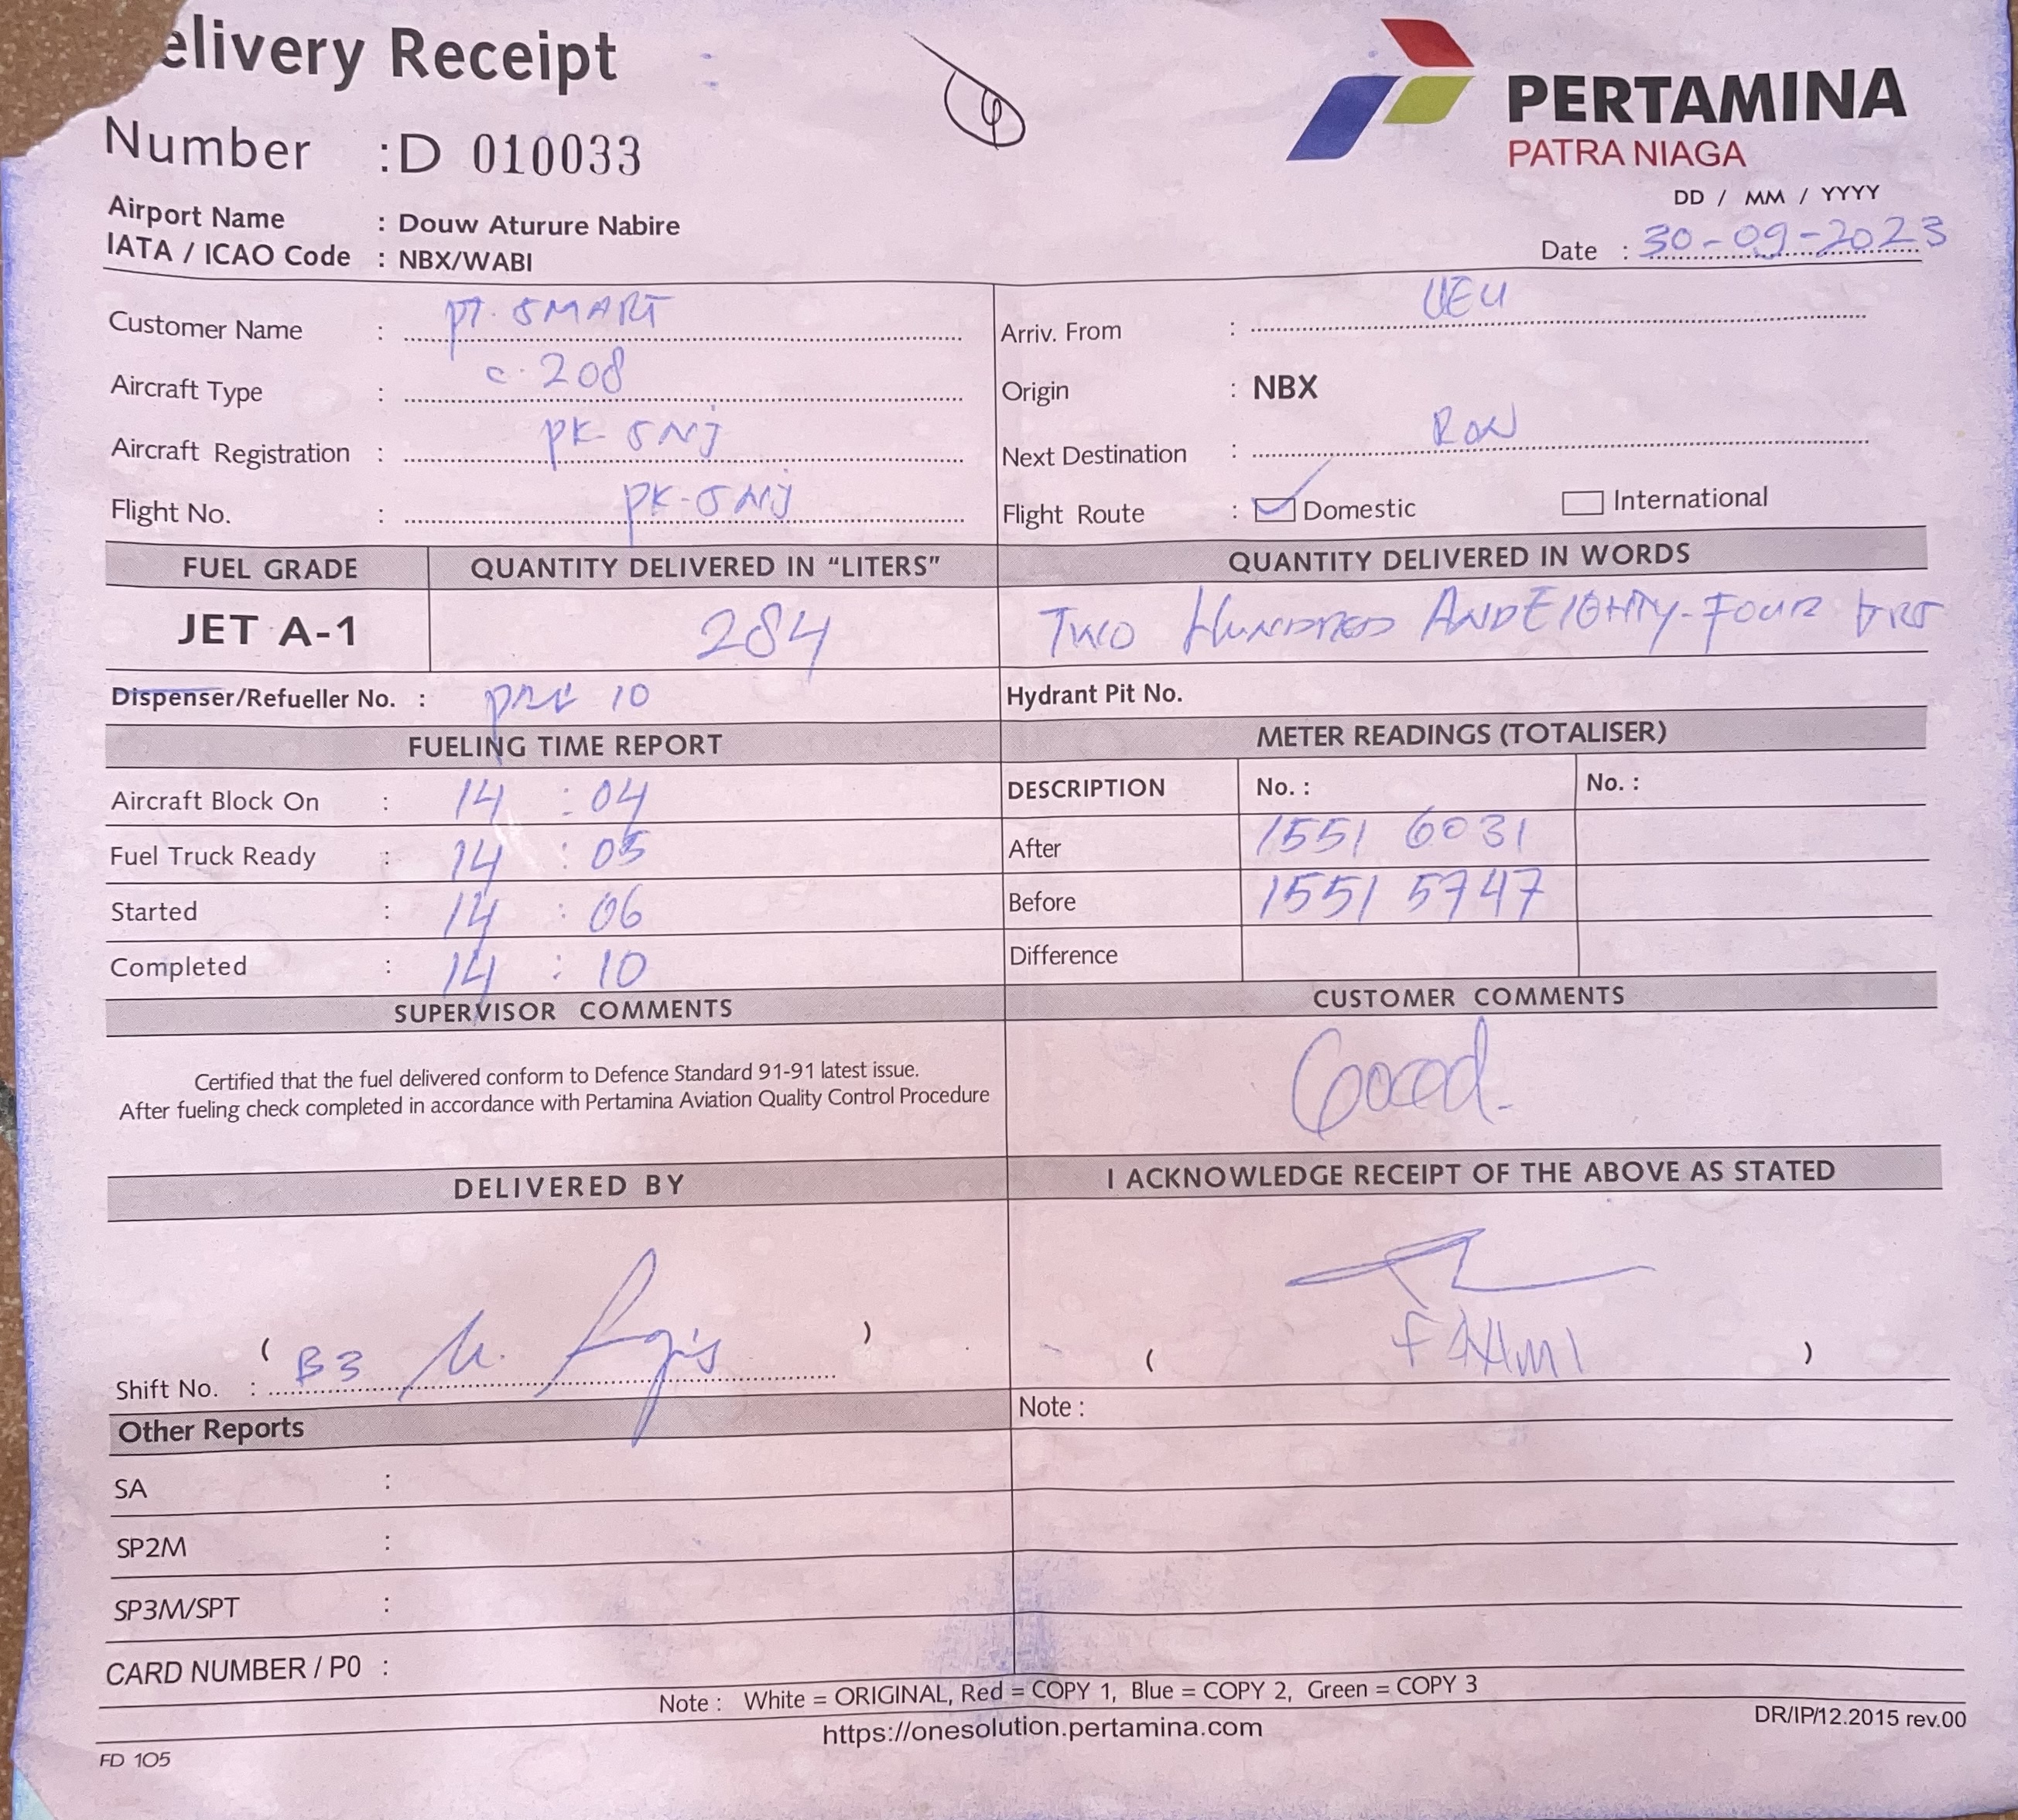 elivery Receipt
PERTAMINA
PATRA NIAGA
Number : D 010033
DD / MM / YYYY
Airport Name : Douw Aturure Nabire
Date : 30-09-2023
IATA / ICAO Code : NBX/WABI
Customer Name : PT. SMART
Arriv. From : UEU
Aircraft Type : C.208
Origin : NBX
Aircraft Registration : PK-SNJ
Next Destination :
Flight No. : PK-SNJ
Flight Route : Domestic International
FUEL GRADE QUANTITY DELIVERED IN "LITERS" QUANTITY DELIVERED IN WORDS
JET A-1 284 TWO HUNDRED AND EIGHTY-FOUR
Dispenser/Refueller No. : 10
Hydrant Pit No.
FUELING TIME REPORT
METER READINGS (TOTALISER)
DESCRIPTION No. : No. :
Aircraft Block On : 14 : 04
After 1551 6031
Fuel Truck Ready : 14 : 05
Before 1551 5747
Started : 14 : 06
Difference
Completed : 14 : 10
SUPERVISOR COMMENTS
CUSTOMER COMMENTS
Certified that the fuel delivered conform to Defence Standard 91-91 latest issue.
After fueling check completed in accordance with Pertamina Aviation Quality Control Procedure
Good.
DELIVERED BY
I ACKNOWLEDGE RECEIPT OF THE ABOVE AS STATED
( )
( FAHMI )
Shift No. : B3
Other Reports
Note :
SA :
SP2M :
SP3M/SPT :
CARD NUMBER / P0 :
Note : White = ORIGINAL, Red = COPY 1, Blue = COPY 2, Green = COPY 3
https://onesolution.pertamina.com
DR/IP/12.2015 rev.00
FD 105